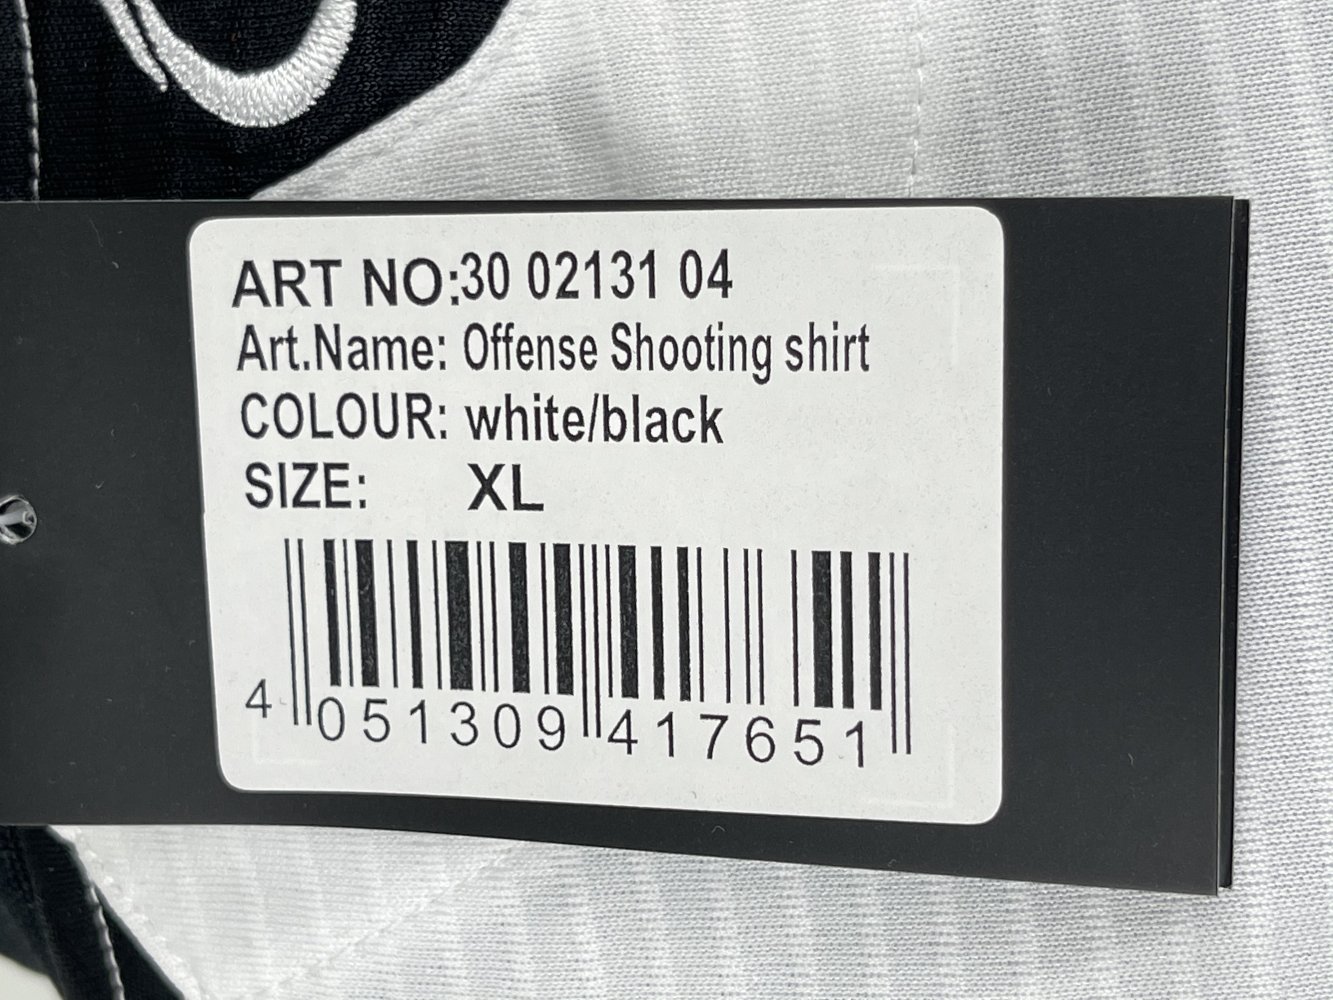 ART NO:30 02131 04
Art.Name: Offense Shooting shirt
COLOUR: white/black
SIZE: XL
4 051309 417651